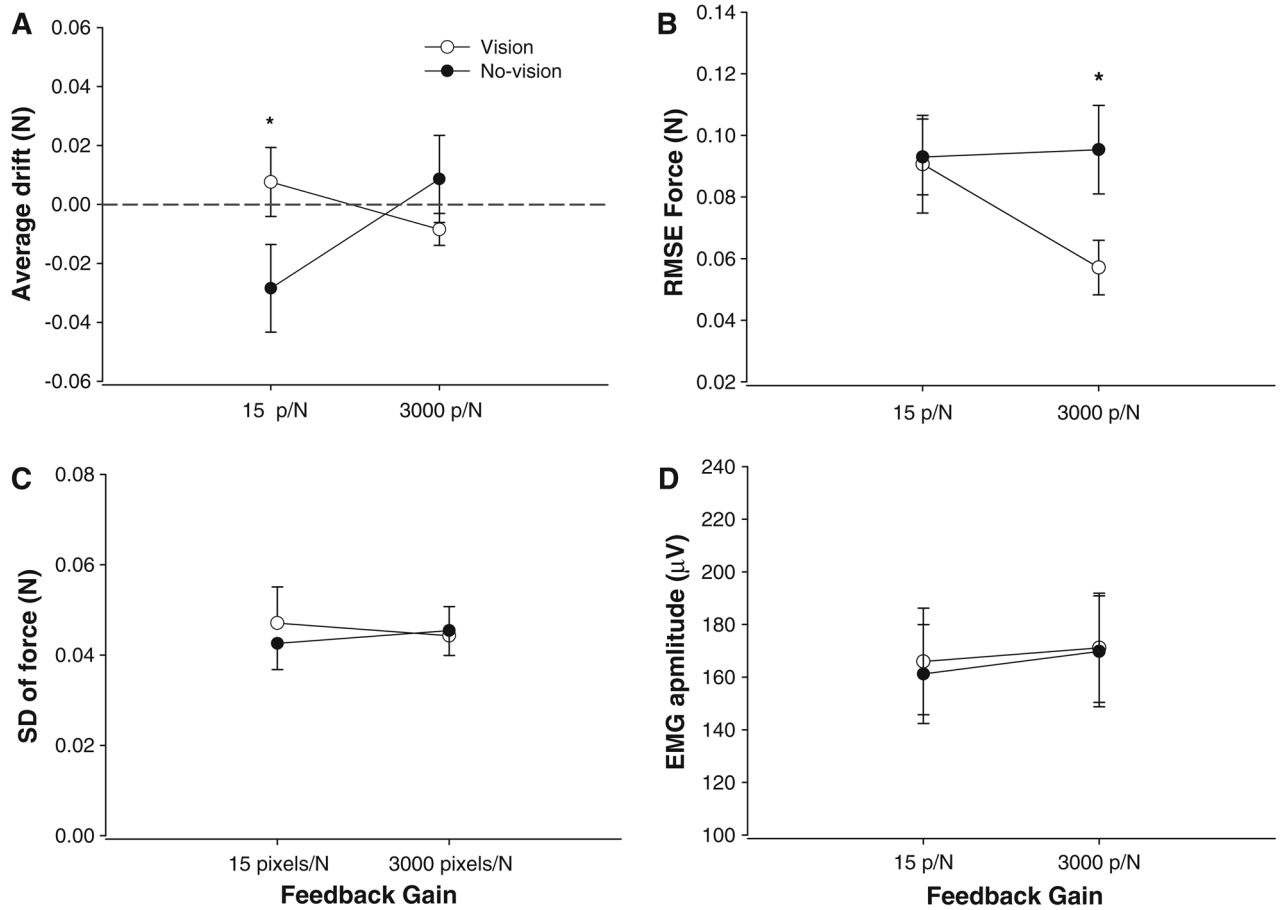 A
Average drift (N)
0.06
0.04
0.02
0.00
-0.02
-0.04
-0.06
*
Vision
No-vision
15 p/N
3000 p/N
B
RMSE Force (N)
0.14
0.12
0.10
0.08
0.06
0.04
0.02
*
15 p/N
3000 p/N
C
SD of force (N)
0.08
0.06
0.04
0.02
0.00
15 pixels/N
3000 pixels/N
Feedback Gain
D
EMG apmlitude (μV)
240
220
200
180
160
140
120
100
15 p/N
3000 p/N
Feedback Gain